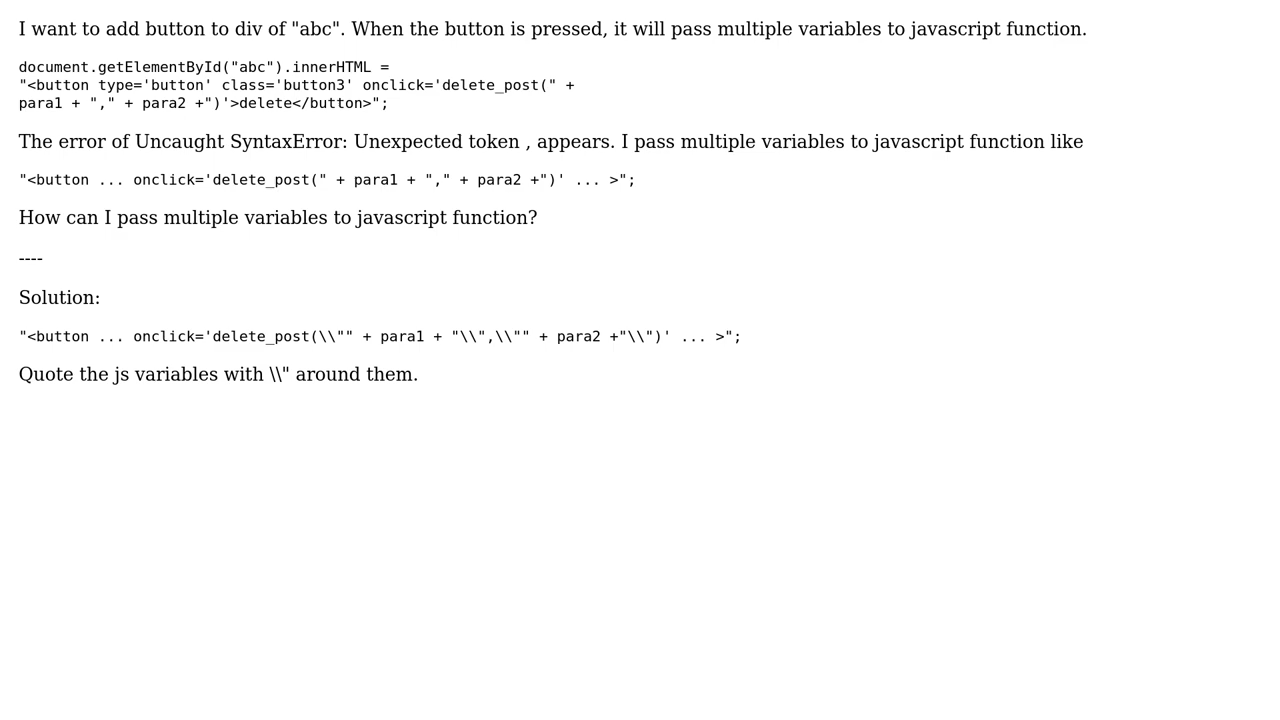 I want to add button to div of "abc". When the button is pressed, it will pass multiple variables to javascript function.
document.getElementById("abc").innerHTML =
"<button type='button' class='button3' onclick='delete_post(" +
para1 + "," + para2 +")'>delete</button>";
The error of Uncaught SyntaxError: Unexpected token , appears. I pass multiple variables to javascript function like
"<button ... onclick='delete_post(" + para1 + "," + para2 +")' ... >";
How can I pass multiple variables to javascript function?
----
Solution:
"<button ... onclick='delete_post(\\"" + para1 + "\\",\\"" + para2 +"\\")' ... >";
Quote the js variables with \\" around them.